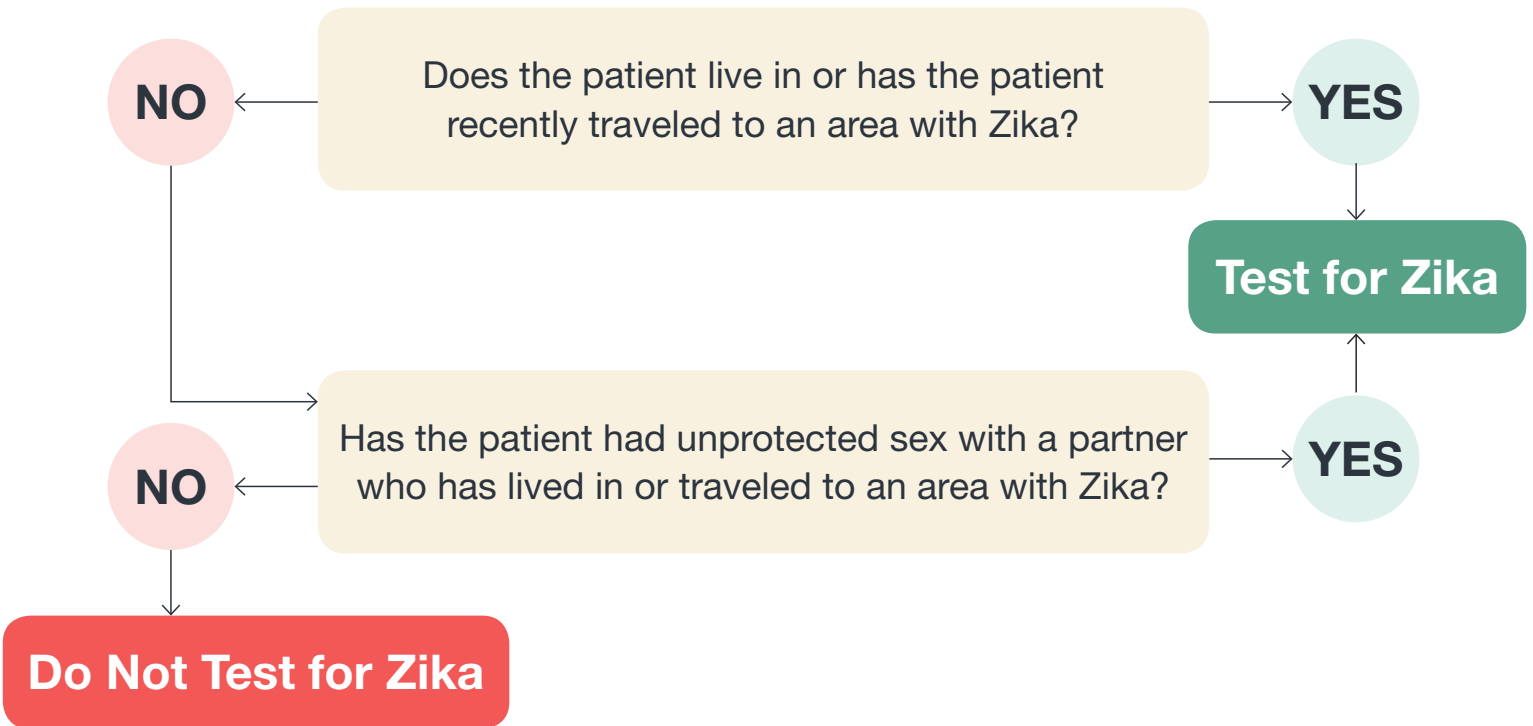 NO
Does the patient live in or has the patient
recently traveled to an area with Zika?
YES
Test for Zika
Has the patient had unprotected sex with a partner
who has lived in or traveled to an area with Zika?
YES
NO
Do Not Test for Zika